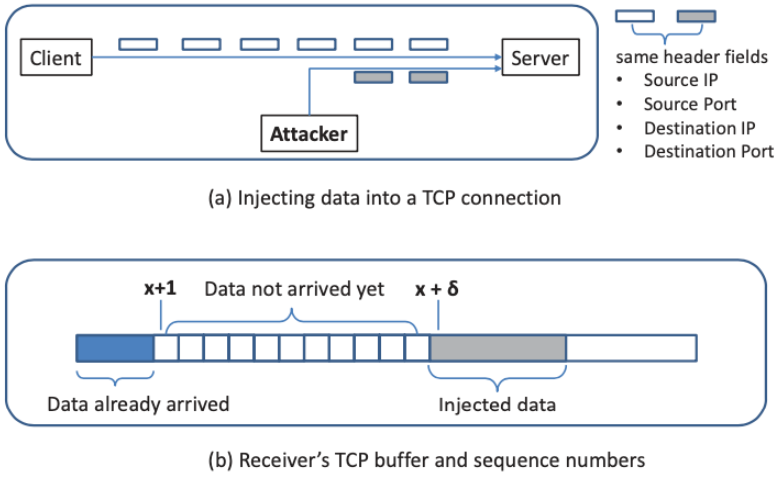 Client
Server
Attacker
same header fields
• Source IP
• Source Port
• Destination IP
• Destination Port
(a) Injecting data into a TCP connection
x+1
Data not arrived yet
x + δ
Data already arrived
Injected data
(b) Receiver’s TCP buffer and sequence numbers